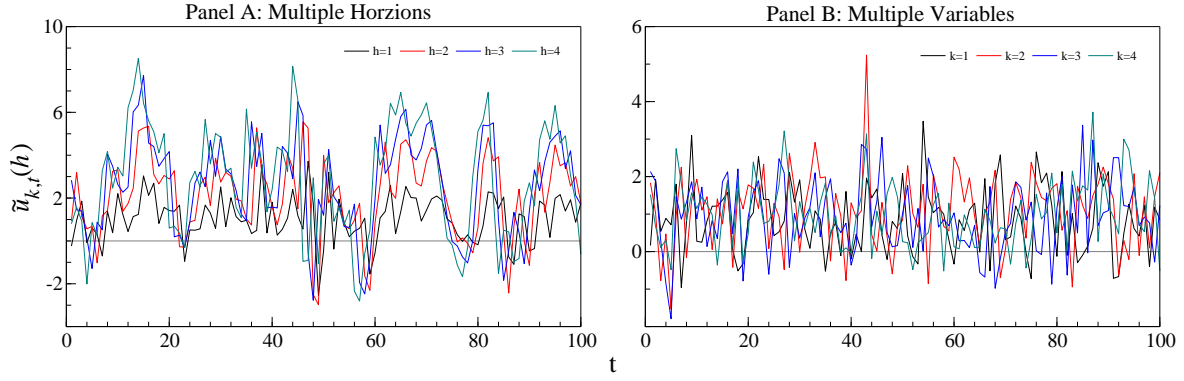 Panel A: Multiple Horzions
10
h=1 h=2 h=3 h=4
6
2
-2
0 20 40 60 80 100
ũk,t(h)
Panel B: Multiple Variables
6
k=1 k=2 k=3 k=4
4
2
0
0 20 40 60 80 100
t